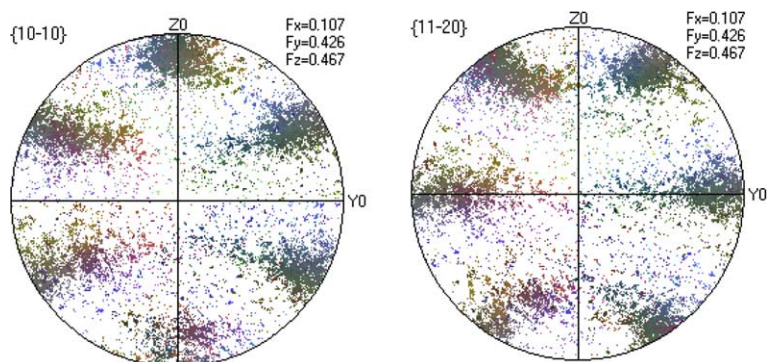 {10-10}
Z0
Fx=0.107
Fy=0.426
Fz=0.467
Y0
{11-20}
Z0
Fx=0.107
Fy=0.426
Fz=0.467
Y0